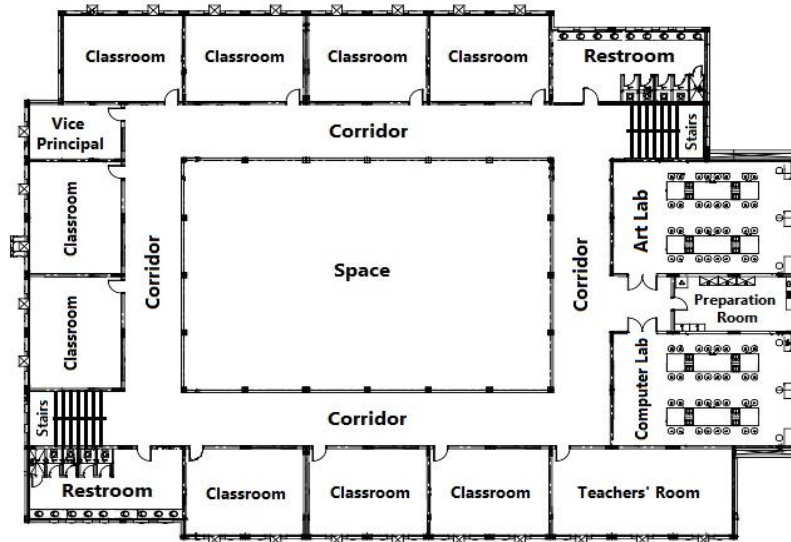 Classroom
Classroom
Classroom
Classroom
Restroom
Vice
Principal
Corridor
Stairs
Classroom
Corridor
Space
Corridor
Art Lab
Preparation
Room
Classroom
Computer Lab
Stairs
Corridor
Restroom
Classroom
Classroom
Classroom
Teachers' Room